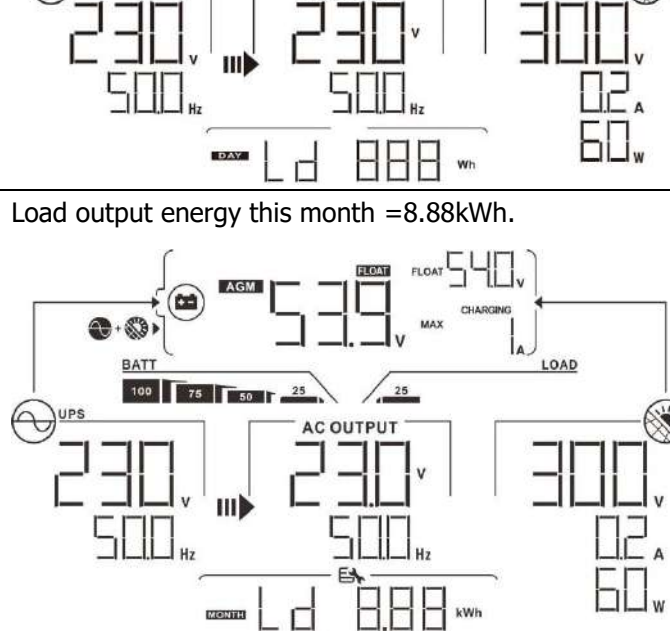 230 V 230 V 300 V
50.0 Hz 50.0 Hz 0.2 A
60 W
DAY Ld 888 Wh
Load output energy this month =8.88kWh.
AGM 53.9 V FLOAT FLOAT 54.0 V
MAX CHARGING 1 A
BATT LOAD
100 75 50 25 25
UPS AC OUTPUT
230 V 23.0 V 300 V
50.0 Hz 50.0 Hz 0.2 A
60 W
MONTH Ld 8.88 kWh